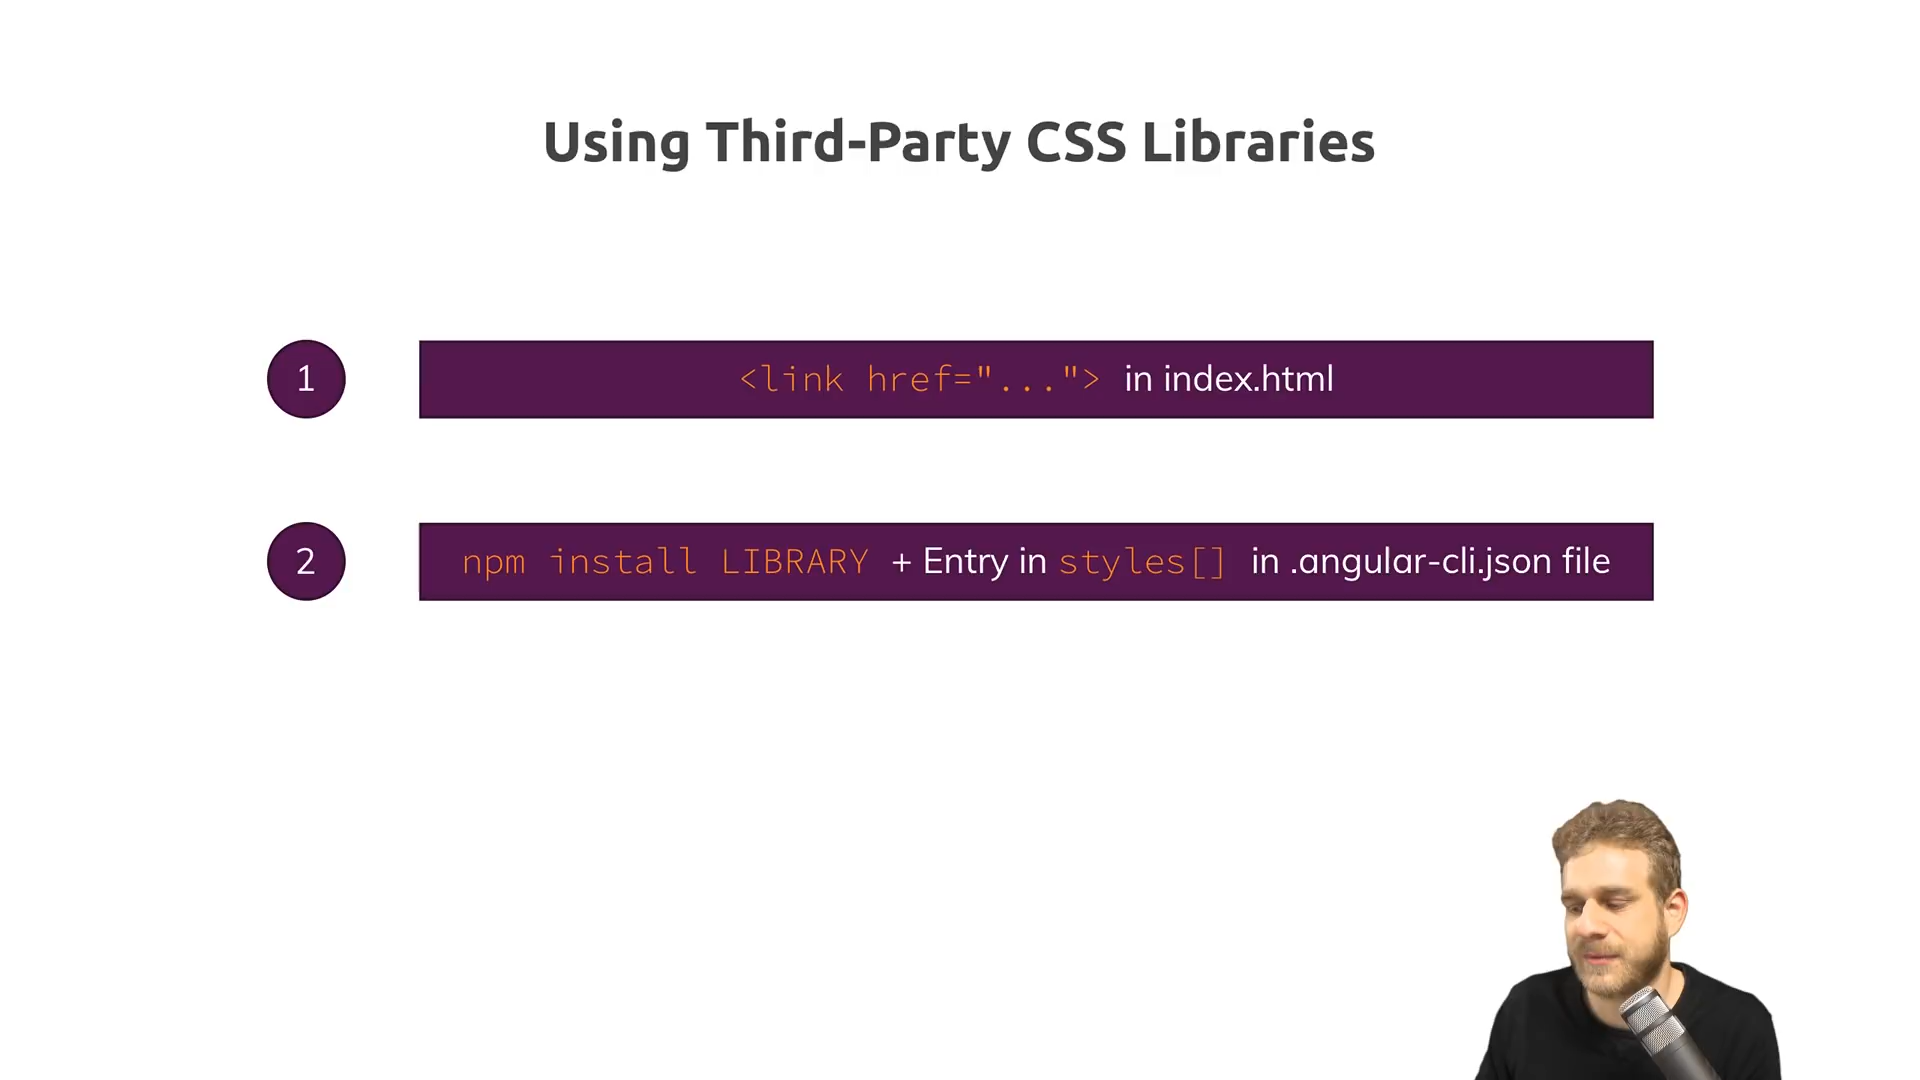 Using Third-Party CSS Libraries
1 <link href="..."> in index.html
2 npm install LIBRARY + Entry in styles[] in .angular-cli.json file